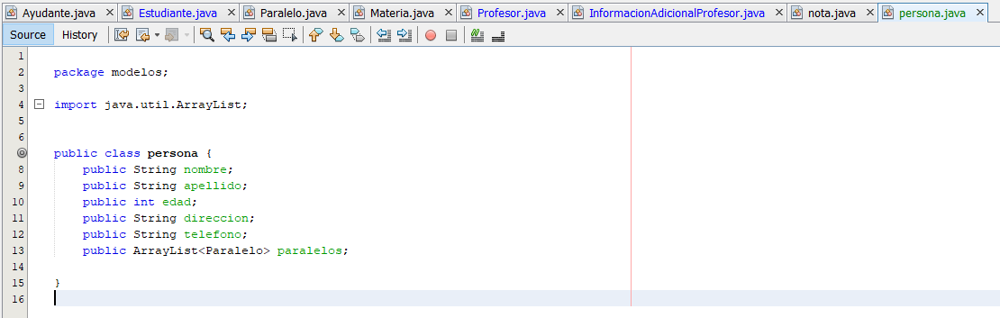 Ayudante.java Estudiante.java Paralelo.java Materia.java Profesor.java InformacionAdicionalProfesor.java nota.java persona.java
Source History
1
2 package modelos;
3
4 import java.util.ArrayList;
5
6
public class persona {
8 public String nombre;
9 public String apellido;
10 public int edad;
11 public String direccion;
12 public String telefono;
13 public ArrayList<Paralelo> paralelos;
14
15 }
16